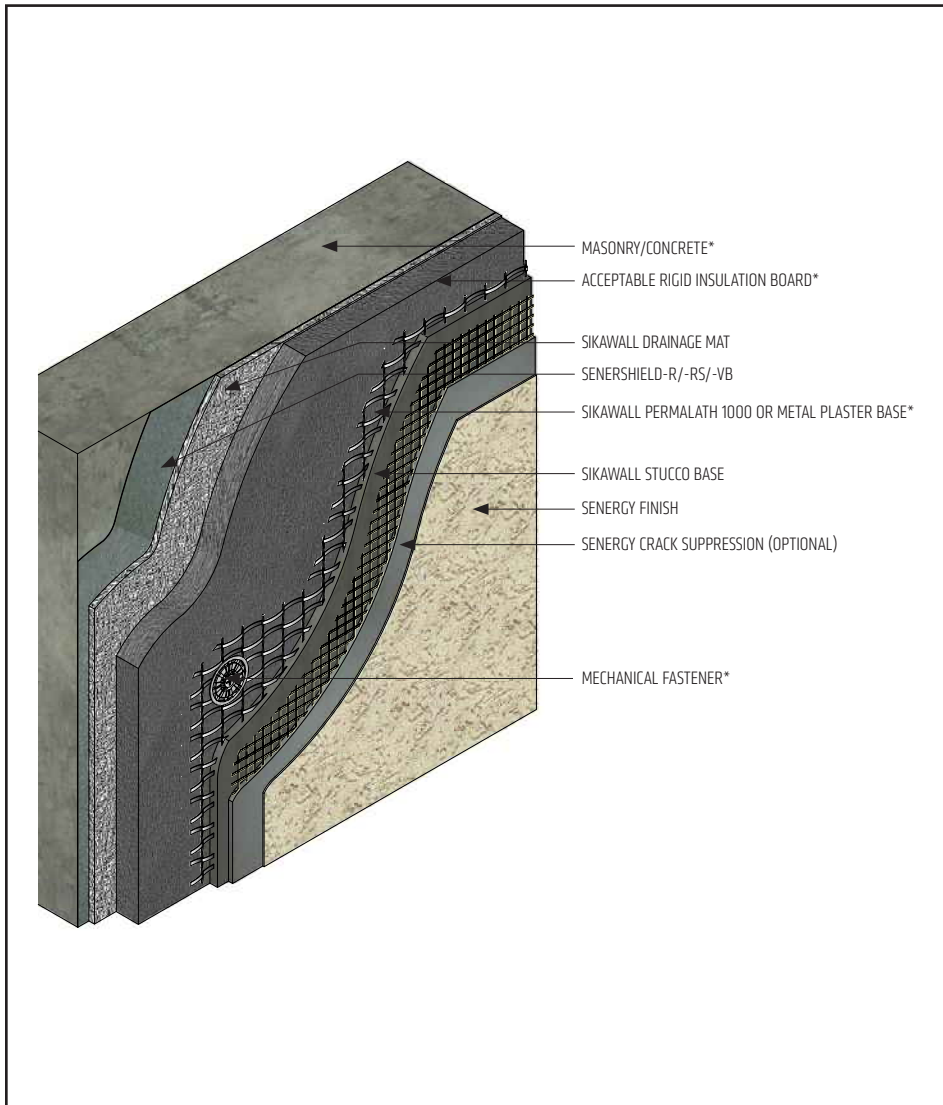 MASONRY/CONCRETE*
ACCEPTABLE RIGID INSULATION BOARD*
SIKAWALL DRAINAGE MAT
SENERSHIELD-R/-RS/-VB
SIKAWALL PERMALATH 1000 OR METAL PLASTER BASE*
SIKAWALL STUCCO BASE
SENERGY FINISH
SENERGY CRACK SUPPRESSION (OPTIONAL)
MECHANICAL FASTENER*